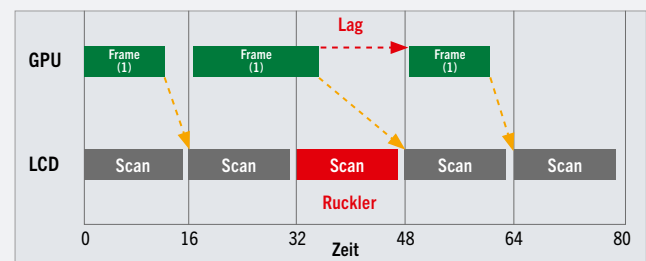 Lag
GPU
Frame
(1)
Frame
(1)
Frame
(1)
LCD
Scan
Scan
Scan
Scan
Scan
Ruckler
0 16 32 48 64 80
Zeit